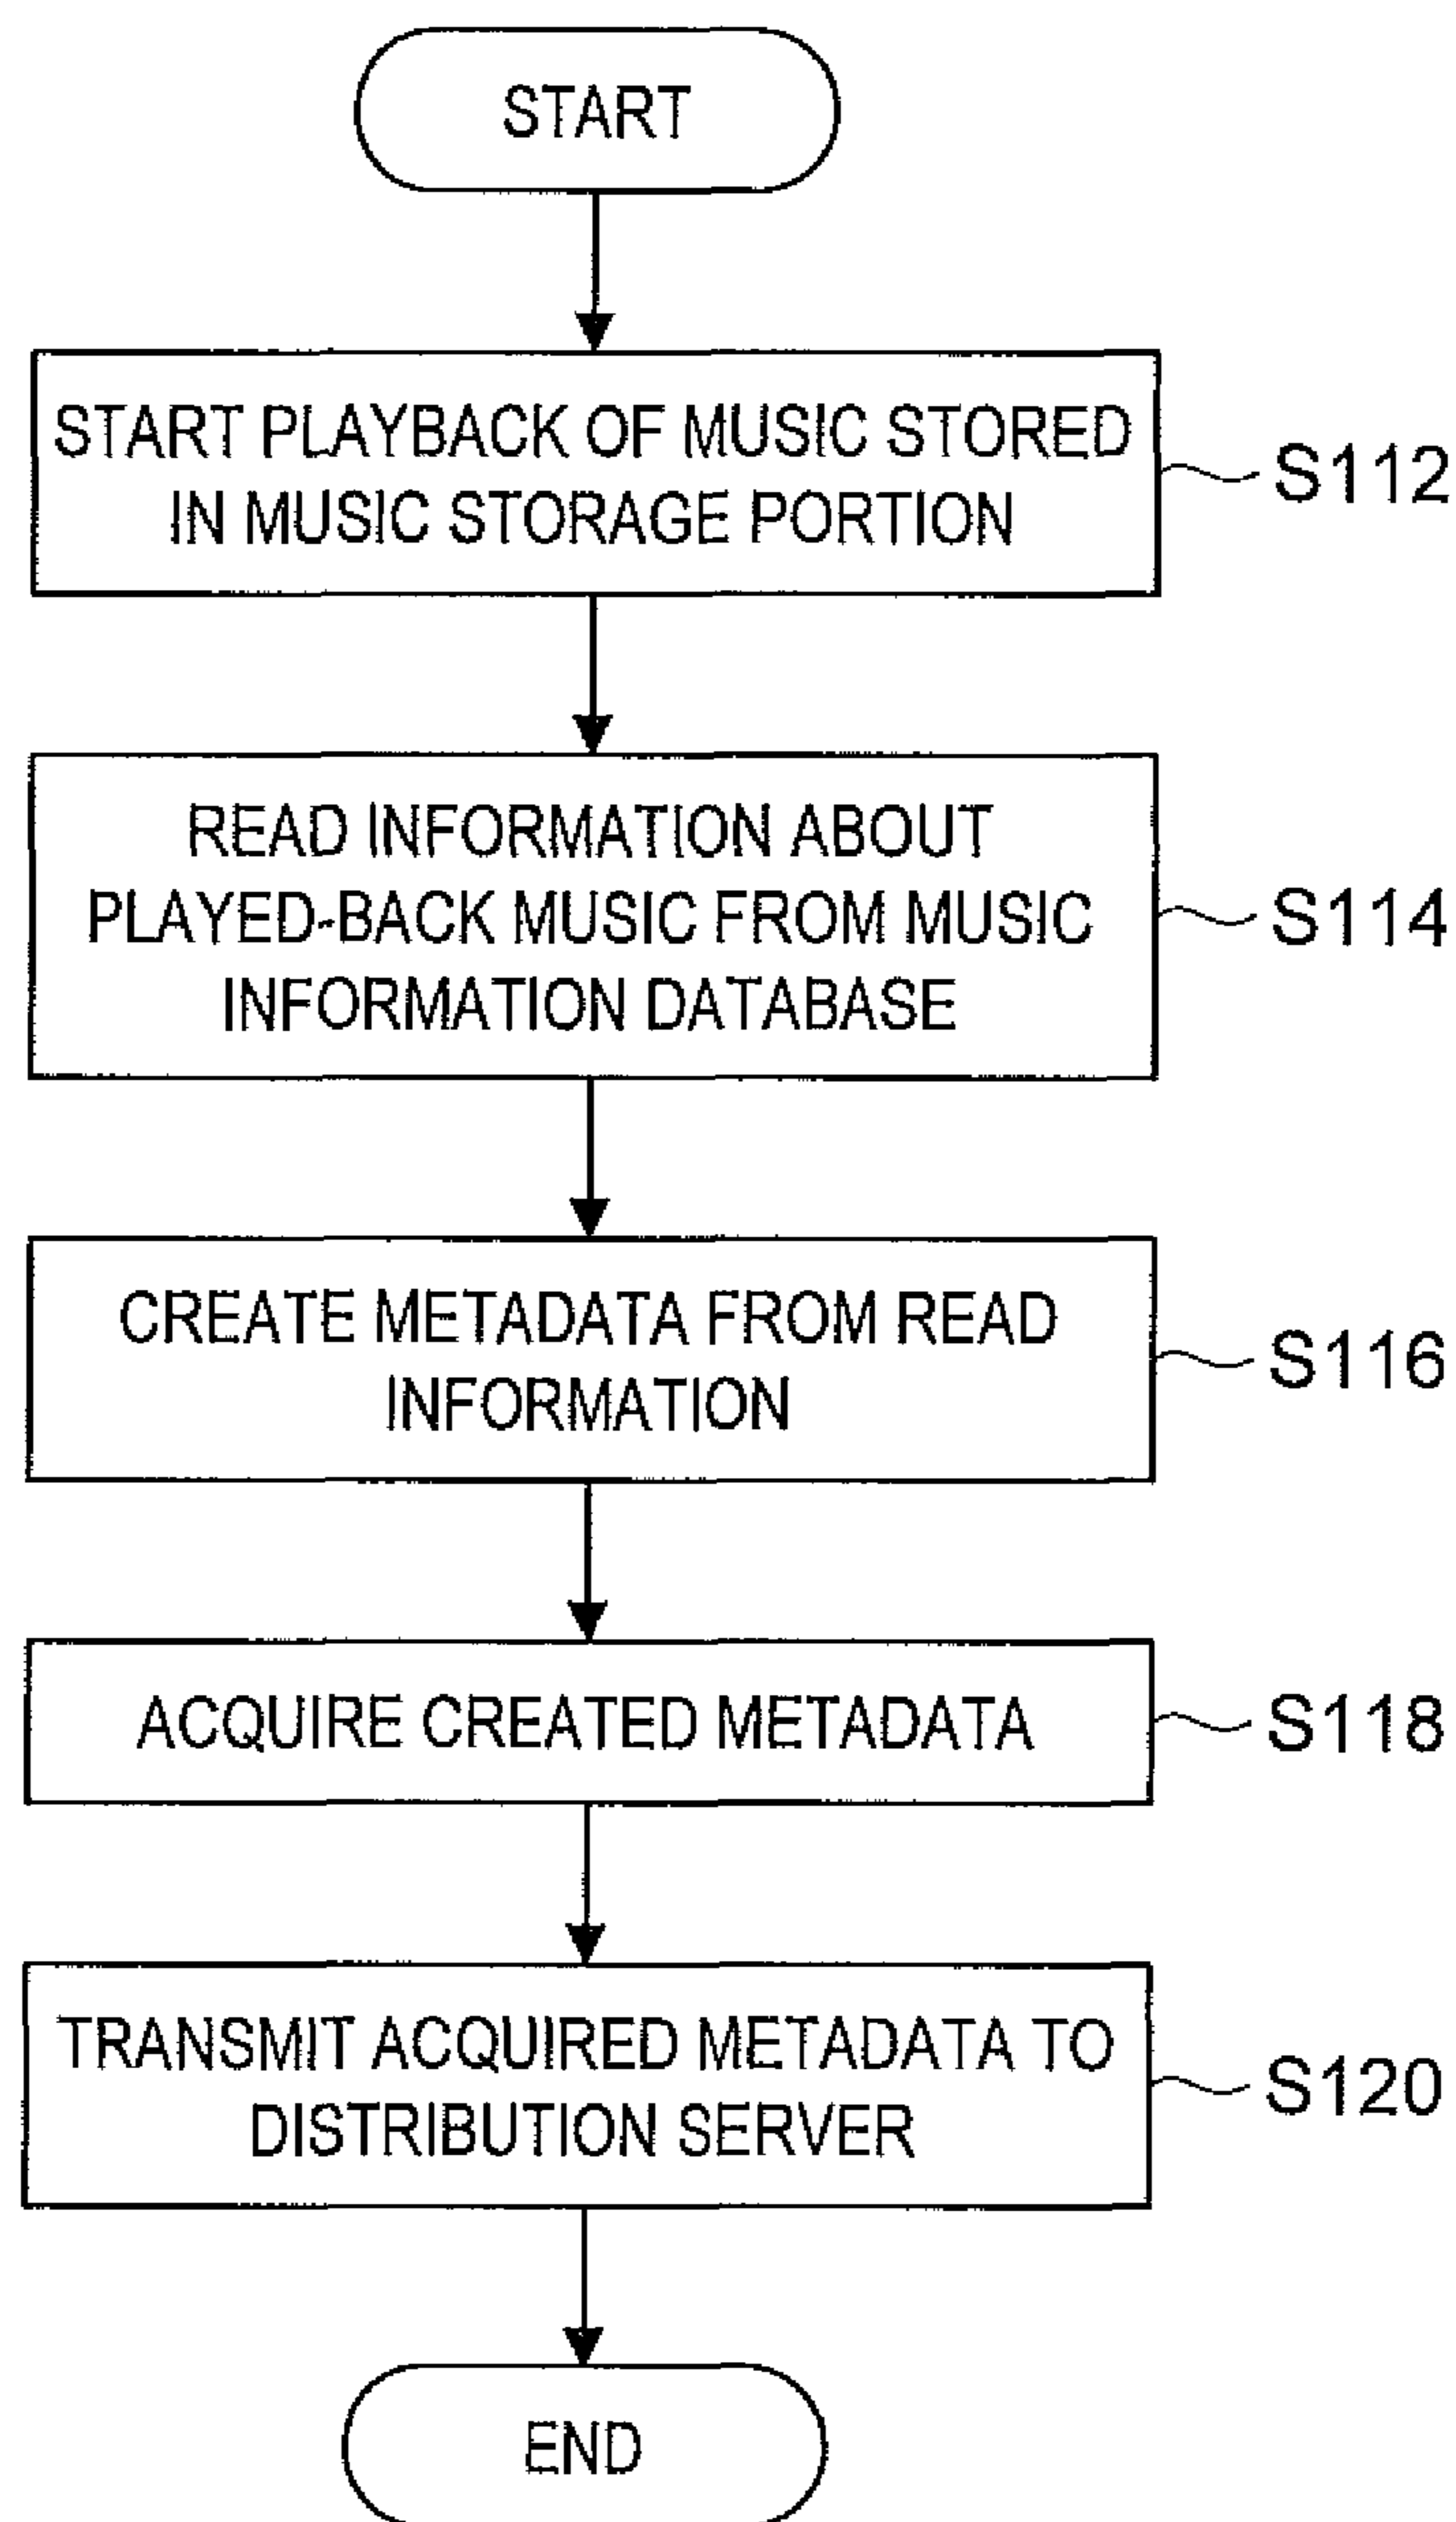 START
START PLAYBACK OF MUSIC STORED
IN MUSIC STORAGE PORTION
S112
READ INFORMATION ABOUT
PLAYED-BACK MUSIC FROM MUSIC
INFORMATION DATABASE
S114
CREATE METADATA FROM READ
INFORMATION
S116
ACQUIRE CREATED METADATA
S118
TRANSMIT ACQUIRED METADATA TO
DISTRIBUTION SERVER
S120
END